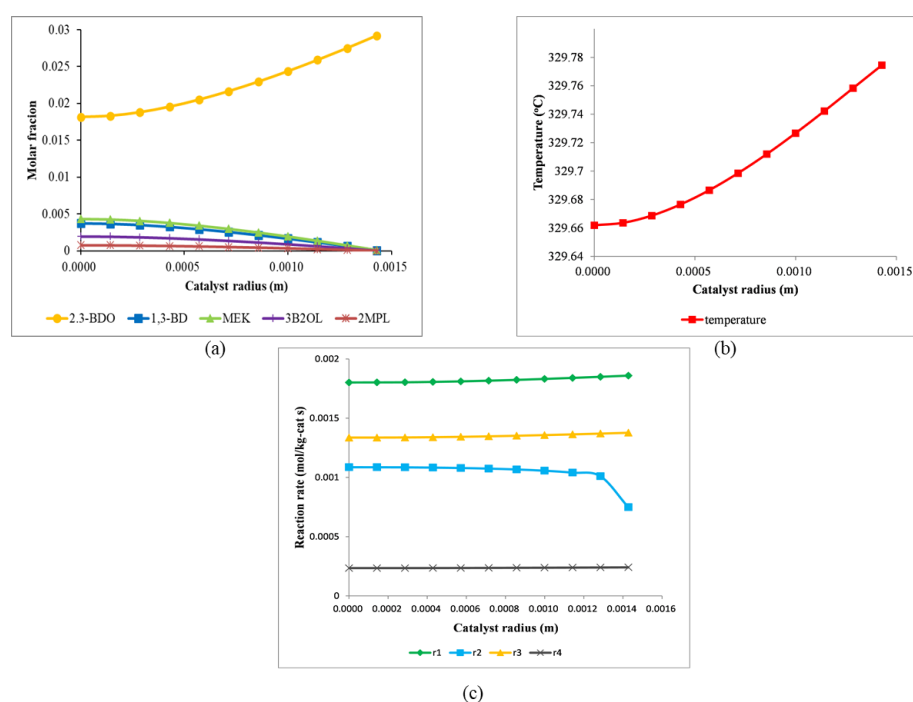 0.03
0.025
0.02
0.015
0.01
0.005
0
Molar fracion
0.0000 0.0005 0.0010 0.0015
Catalyst radius (m)
2.3-BDO 1,3-BD MEK 3B2OL 2MPL
(a)
329.78
329.76
329.74
329.72
329.7
329.68
329.66
329.64
Temperature (°C)
0.0000 0.0005 0.0010 0.0015
Catalyst radius (m)
temperature
(b)
0.002
0.0015
0.001
0.0005
0
Reaction rate (mol/kg-cat s)
0.0000 0.0002 0.0004 0.0006 0.0008 0.0010 0.0012 0.0014 0.0016
Catalyst radius (m)
r1 r2 r3 r4
(c)